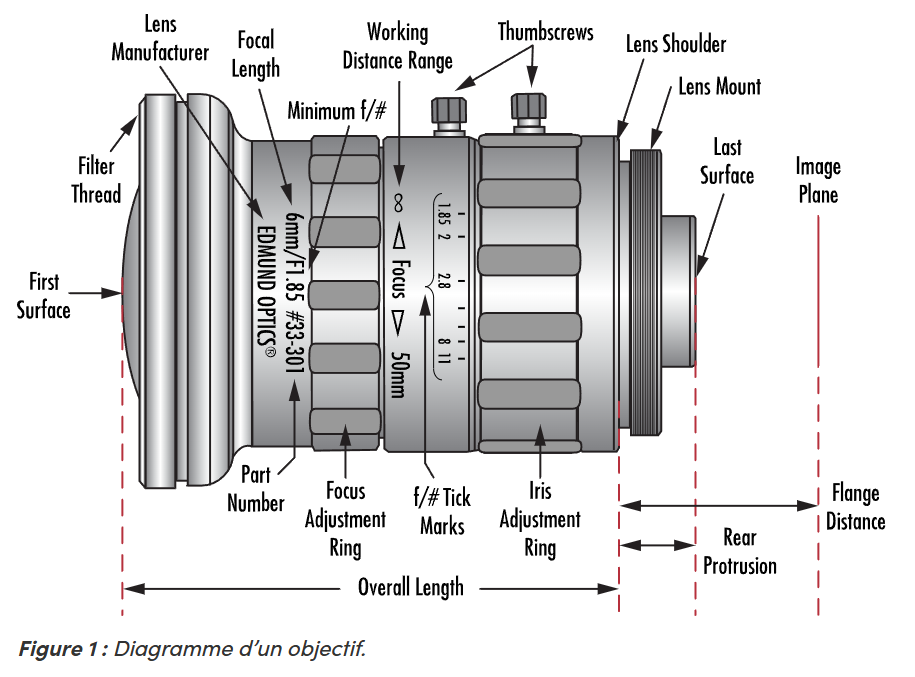 Lens
Manufacturer
Focal
Length
Minimum f/#
Working
Distance Range
Thumbscrews
Lens Shoulder
Lens Mount
Last
Surface
Image
Plane
Filter
Thread
First
Surface
6mm/F1.85 #33-301
EDMUND OPTICS®
∞ Focus 50mm
1.85 2 2.8 8 11
Part
Number
Focus
Adjustment
Ring
f/# Tick
Marks
Iris
Adjustment
Ring
Flange
Distance
Rear
Protrusion
Overall Length
Figure 1 : Diagramme d’un objectif.